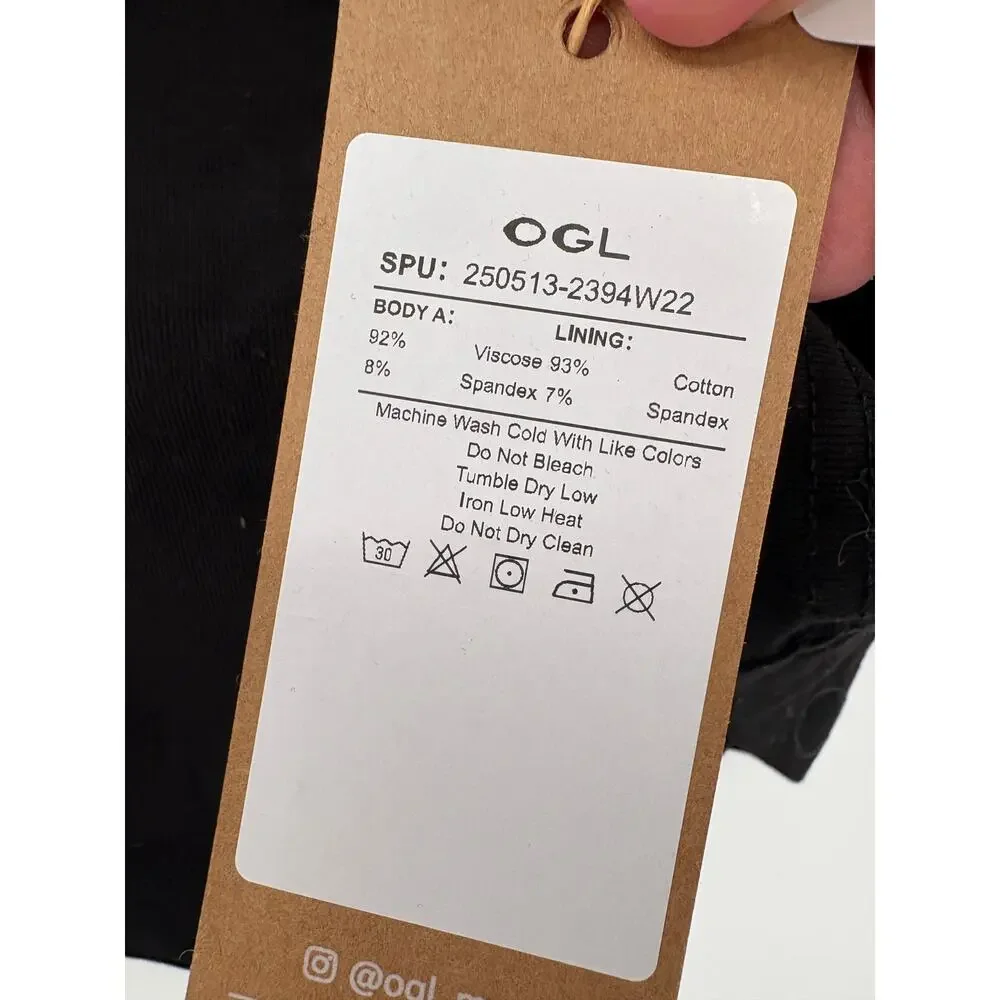 OGL
SPU: 250513-2394W22
BODY A: LINING:
92% Viscose 93% Cotton
8% Spandex 7% Spandex
Machine Wash Cold With Like Colors
Do Not Bleach
Tumble Dry Low
Iron Low Heat
Do Not Dry Clean
30